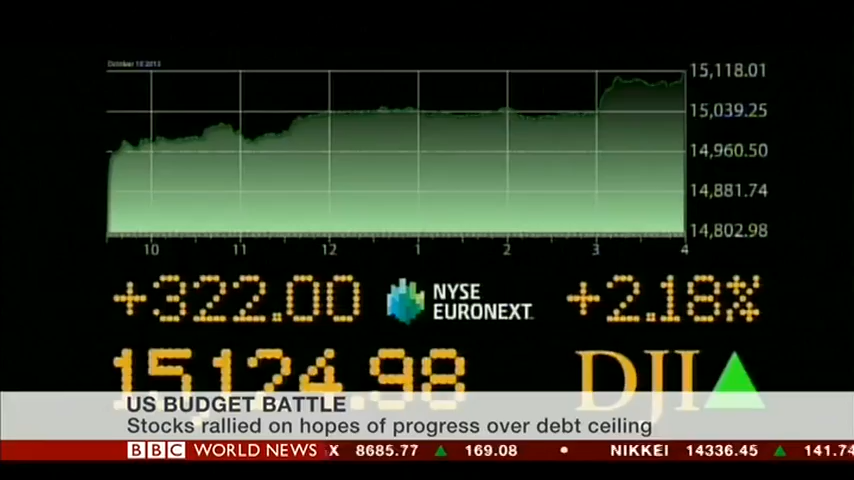 October 10 2013
15,118.01
15,039.25
14,960.50
14,881.74
14,802.98
10 11 12 1 2 3 4
+322.00 NYSE EURONEXT +2.18%
15,124.98 DJI
US BUDGET BATTLE
Stocks rallied on hopes of progress over debt ceiling
BBC WORLD NEWS X 8685.77 ▲ 169.08 • NIKKEI 14336.45 ▲ 141.74